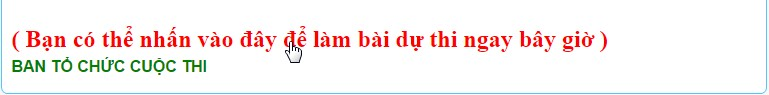 ( Bạn có thể nhấn vào đây để làm bài dự thi ngay bây giờ )
BAN TỔ CHỨC CUỘC THI